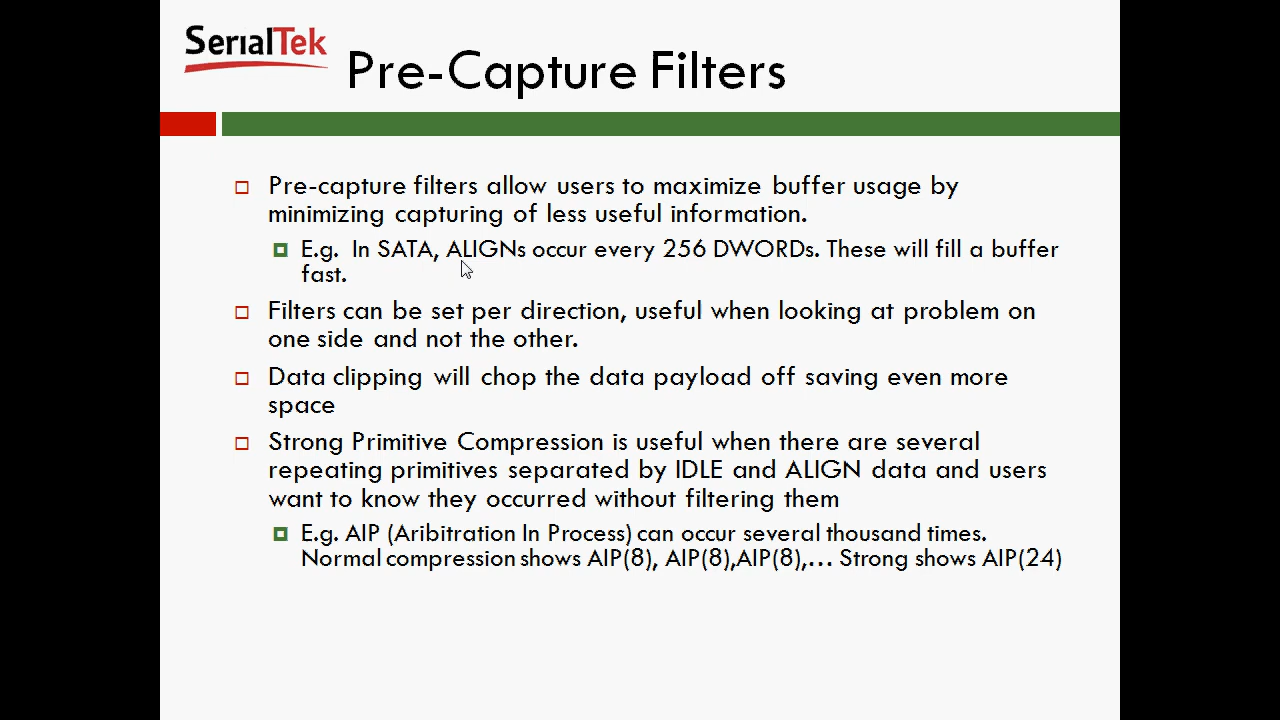 SerialTek
Pre-Capture Filters
Pre-capture filters allow users to maximize buffer usage by
minimizing capturing of less useful information.
E.g. In SATA, ALIGNs occur every 256 DWORDs. These will fill a buffer
fast.
Filters can be set per direction, useful when looking at problem on
one side and not the other.
Data clipping will chop the data payload off saving even more
space
Strong Primitive Compression is useful when there are several
repeating primitives separated by IDLE and ALIGN data and users
want to know they occurred without filtering them
E.g. AIP (Aribitration In Process) can occur several thousand times.
Normal compression shows AIP(8), AIP(8),AIP(8),... Strong shows AIP(24)